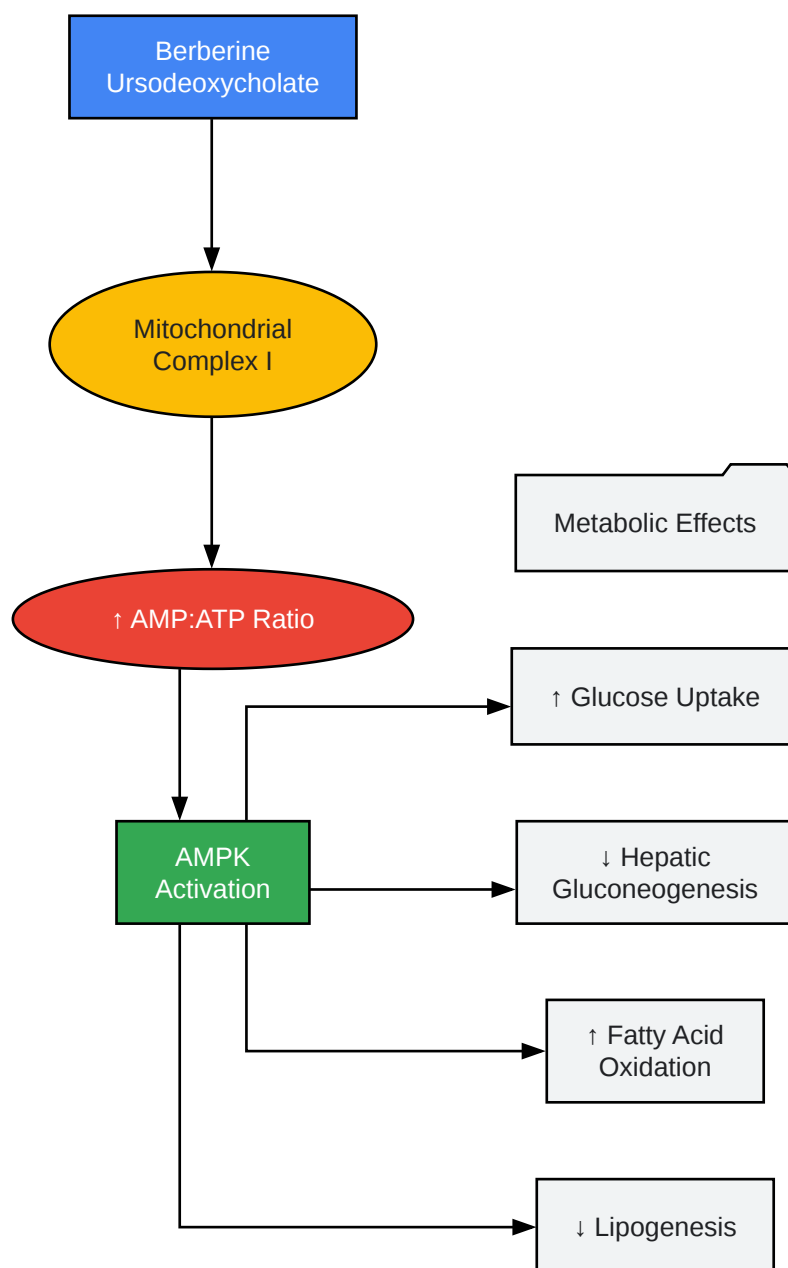 Berberine
Ursodeoxycholate
Mitochondrial
Complex I
Metabolic Effects
↑ AMP:ATP Ratio
↑ Glucose Uptake
AMPK
Activation
↓ Hepatic
Gluconeogenesis
↑ Fatty Acid
Oxidation
↓ Lipogenesis